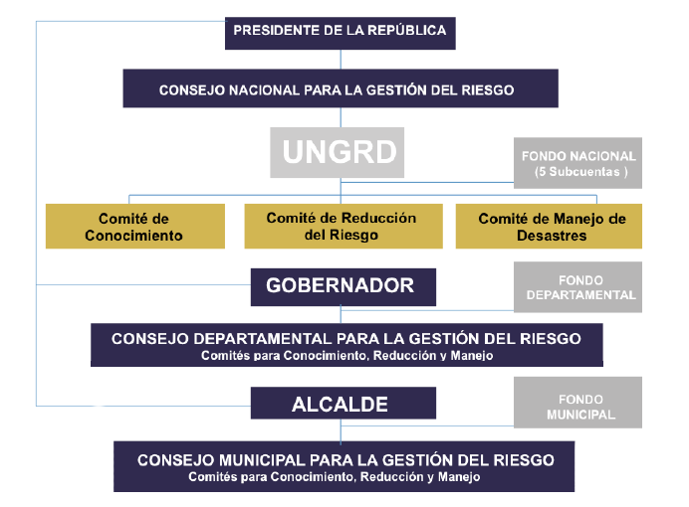 PRESIDENTE DE LA REPÚBLICA
CONSEJO NACIONAL PARA LA GESTIÓN DEL RIESGO
UNGRD
FONDO NACIONAL
(5 Subcuentas )
Comité de
Conocimiento
Comité de Reducción
del Riesgo
Comité de Manejo de
Desastres
GOBERNADOR
FONDO
DEPARTAMENTAL
CONSEJO DEPARTAMENTAL PARA LA GESTIÓN DEL RIESGO
Comités para Conocimiento, Reducción y Manejo
ALCALDE
FONDO
MUNICIPAL
CONSEJO MUNICIPAL PARA LA GESTIÓN DEL RIESGO
Comités para Conocimiento, Reducción y Manejo